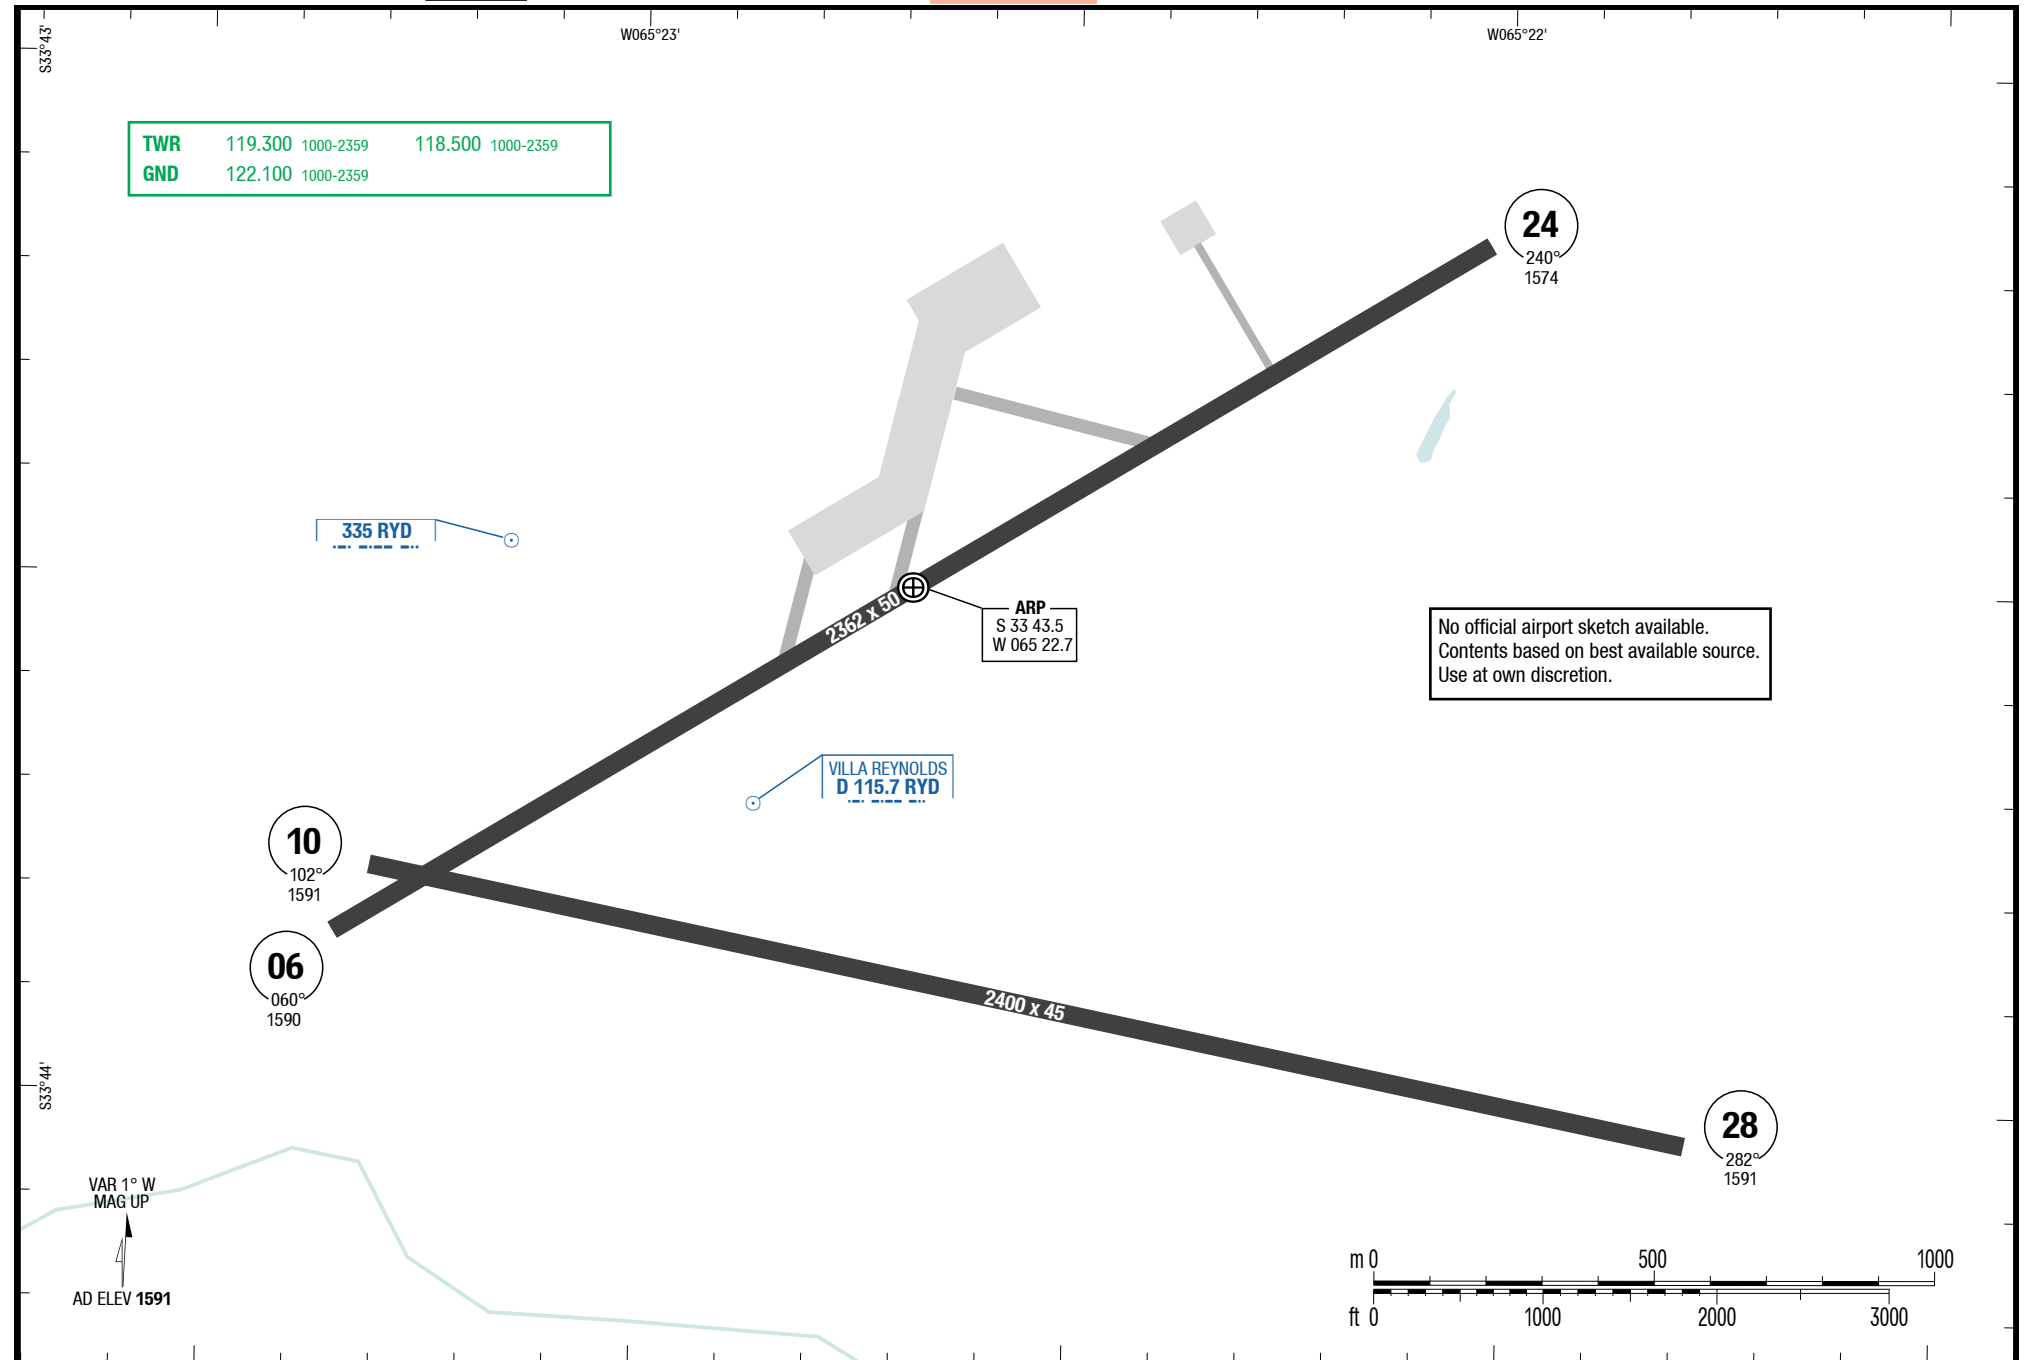 W065°23'
W065°22'
S33°43'
TWR 119.300 1000-2359 118.500 1000-2359
GND 122.100 1000-2359
24
240°
1574
335 RYD
2362 x 50
ARP
S 33 43.5
W 065 22.7
No official airport sketch available.
Contents based on best available source.
Use at own discretion.
VILLA REYNOLDS
D 115.7 RYD
10
102°
1591
06
060°
1590
2400 x 45
S33°44'
28
282°
1591
VAR 1° W
MAG UP
AD ELEV 1591
m 0 500 1000
ft 0 1000 2000 3000